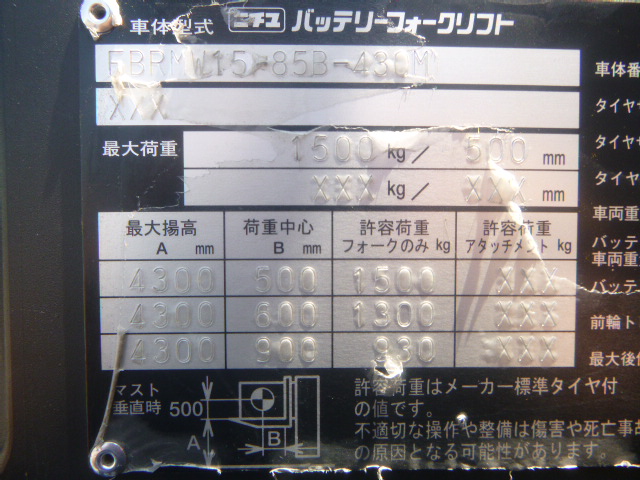 車体型式 ニチユ バッテリーフォークリフト
FBRMW15-85B-430M
XXX
車体番
タイヤ
タイヤ
タイヤ
最大荷重 1500 kg/ 500 mm
XXX kg/ XXX mm
車両重
バッテ
車両重
バッテ
前輪ト
最大後
最大揚高 A mm 荷重中心 B mm 許容荷重 フォークのみ kg 許容荷重 アタッチメント kg
4300 500 1500 XXX
4300 600 1300 XXX
4300 900 930 XXX
マスト垂直時 500 A B
許容荷重はメーカー標準タイヤ付
の値です。
不適切な操作や整備は傷害や死亡事故
の原因となる可能性があります。